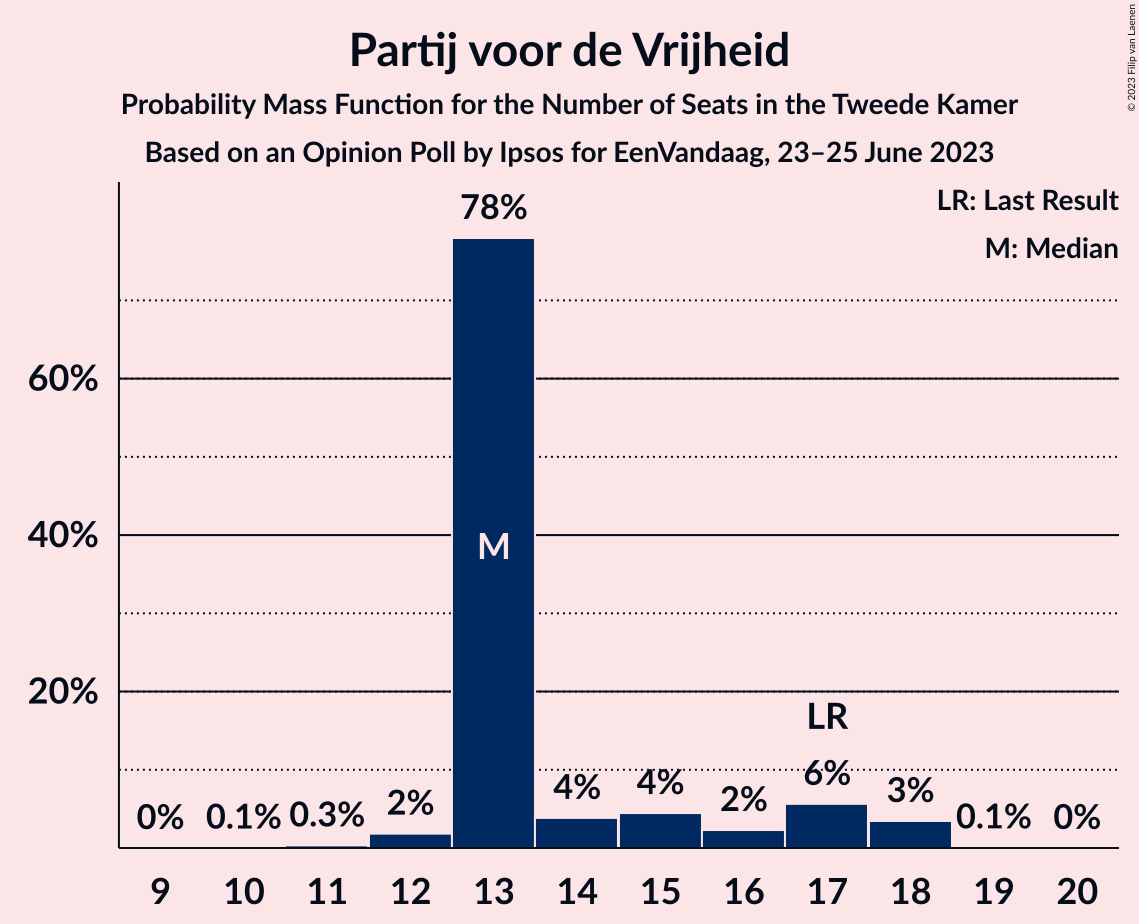 Partij voor de Vrijheid
Probability Mass Function for the Number of Seats in the Tweede Kamer
Based on an Opinion Poll by Ipsos for EenVandaag, 23–25 June 2023
© 2023 Filip van Laenen
LR: Last Result
M: Median
78%
60%
40%
20%
M
LR
0% 0.1% 0.3% 2% 4% 4% 2% 6% 3% 0.1% 0%
9 10 11 12 13 14 15 16 17 18 19 20